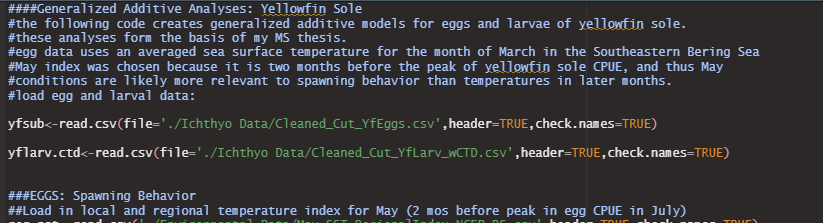 ####Generalized Additive Analyses: Yellowfin Sole
#the following code creates generalized additive models for eggs and larvae of yellowfin sole.
#these analyses form the basis of my MS thesis.
#egg data uses an averaged sea surface temperature for the month of March in the Southeastern Bering Sea
#May index was chosen because it is two months before the peak of yellowfin sole CPUE, and thus May
#conditions are likely more relevant to spawning behavior than temperatures in later months.
#load egg and larval data:
yfsub<-read.csv(file='./Ichthyo Data/Cleaned_Cut_YfEggs.csv',header=TRUE,check.names=TRUE)
yflarv.ctd<-read.csv(file='./Ichthyo Data/Cleaned_Cut_YfLarv_wCTD.csv',header=TRUE,check.names=TRUE)
###EGGS: Spawning Behavior
##Load in local and regional temperature index for May (2 mos before peak in egg CPUE in July)